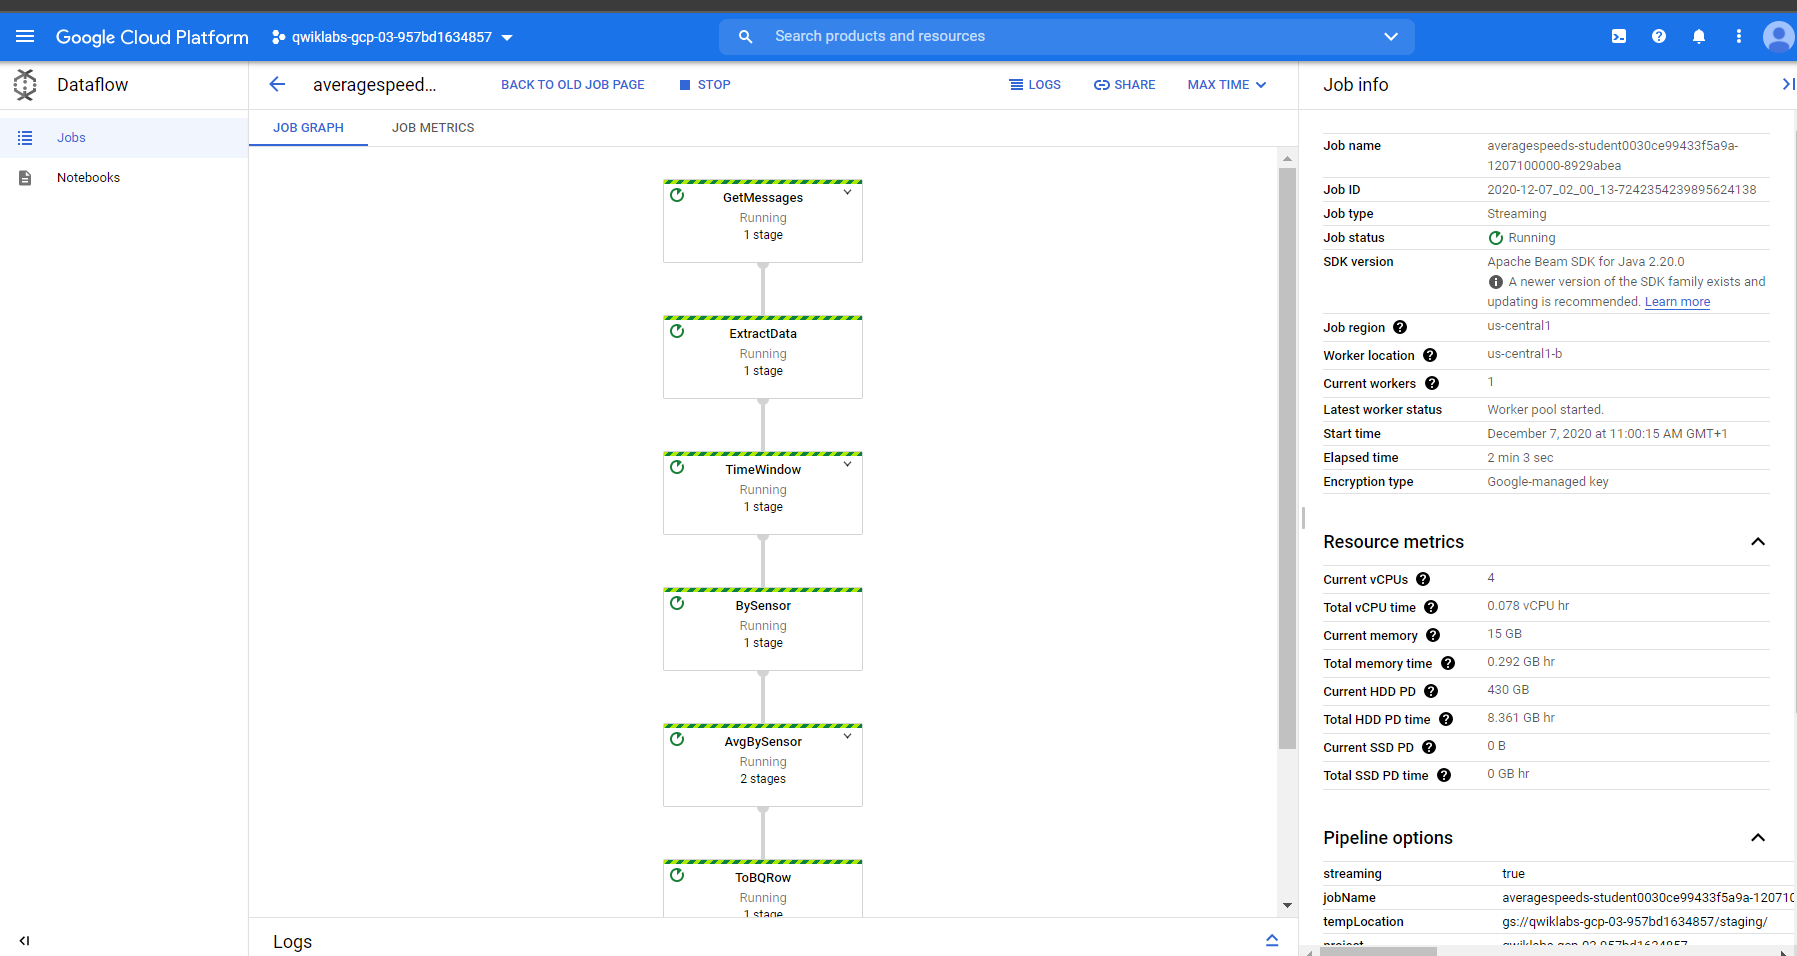 Google Cloud Platform
qwiklabs-gcp-03-957bd1634857
Search products and resources
Dataflow
averagespeed...
BACK TO OLD JOB PAGE
STOP
LOGS
SHARE
MAX TIME
Job info
Jobs
Notebooks
JOB GRAPH
JOB METRICS
GetMessages
Running
1 stage
ExtractData
Running
1 stage
TimeWindow
Running
1 stage
BySensor
Running
1 stage
AvgBySensor
Running
2 stages
ToBQRow
Running
1 stage
Logs
Job name averagespeeds-student0030ce99433f5a9a-
1207100000-8929abea
Job ID 2020-12-07_02_00_13-7242354239895624138
Job type Streaming
Job status Running
SDK version Apache Beam SDK for Java 2.20.0
A newer version of the SDK family exists and
updating is recommended. Learn more
Job region us-central1
Worker location us-central1-b
Current workers 1
Latest worker status Worker pool started.
Start time December 7, 2020 at 11:00:15 AM GMT+1
Elapsed time 2 min 3 sec
Encryption type Google-managed key
Resource metrics
Current vCPUs 4
Total vCPU time 0.078 vCPU hr
Current memory 15 GB
Total memory time 0.292 GB hr
Current HDD PD 430 GB
Total HDD PD time 8.361 GB hr
Current SSD PD 0 B
Total SSD PD time 0 GB hr
Pipeline options
streaming true
jobName averagespeeds-student0030ce99433f5a9a-120710
tempLocation gs://qwiklabs-gcp-03-957bd1634857/staging/
project qwiklabs-gcp-03-957bd1634857